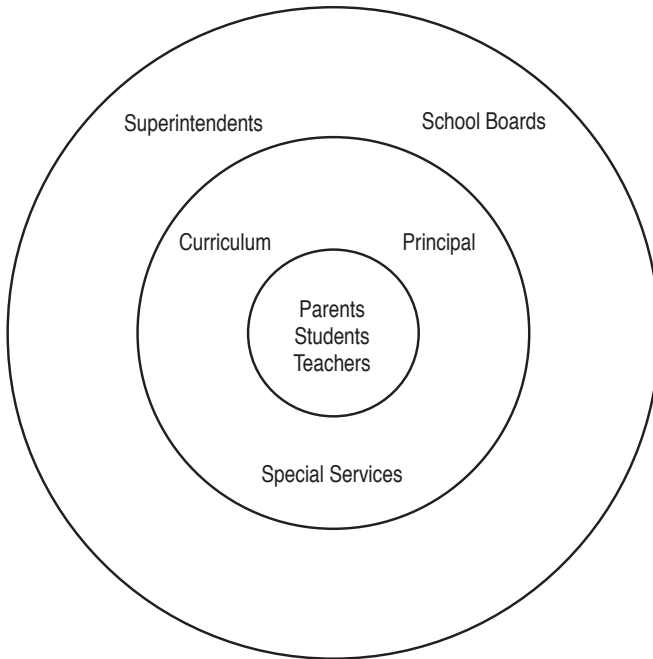 Superintendents
School Boards
Curriculum
Principal
Parents
Students
Teachers
Special Services